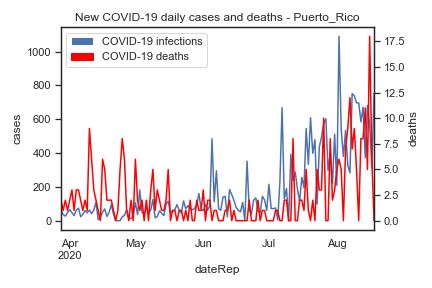 New COVID-19 daily cases and deaths - Puerto_Rico
COVID-19 infections
COVID-19 deaths
1000
800
600
400
200
0
cases
17.5
15.0
12.5
10.0
7.5
5.0
2.5
0.0
deaths
Apr May Jun Jul Aug
2020
dateRep